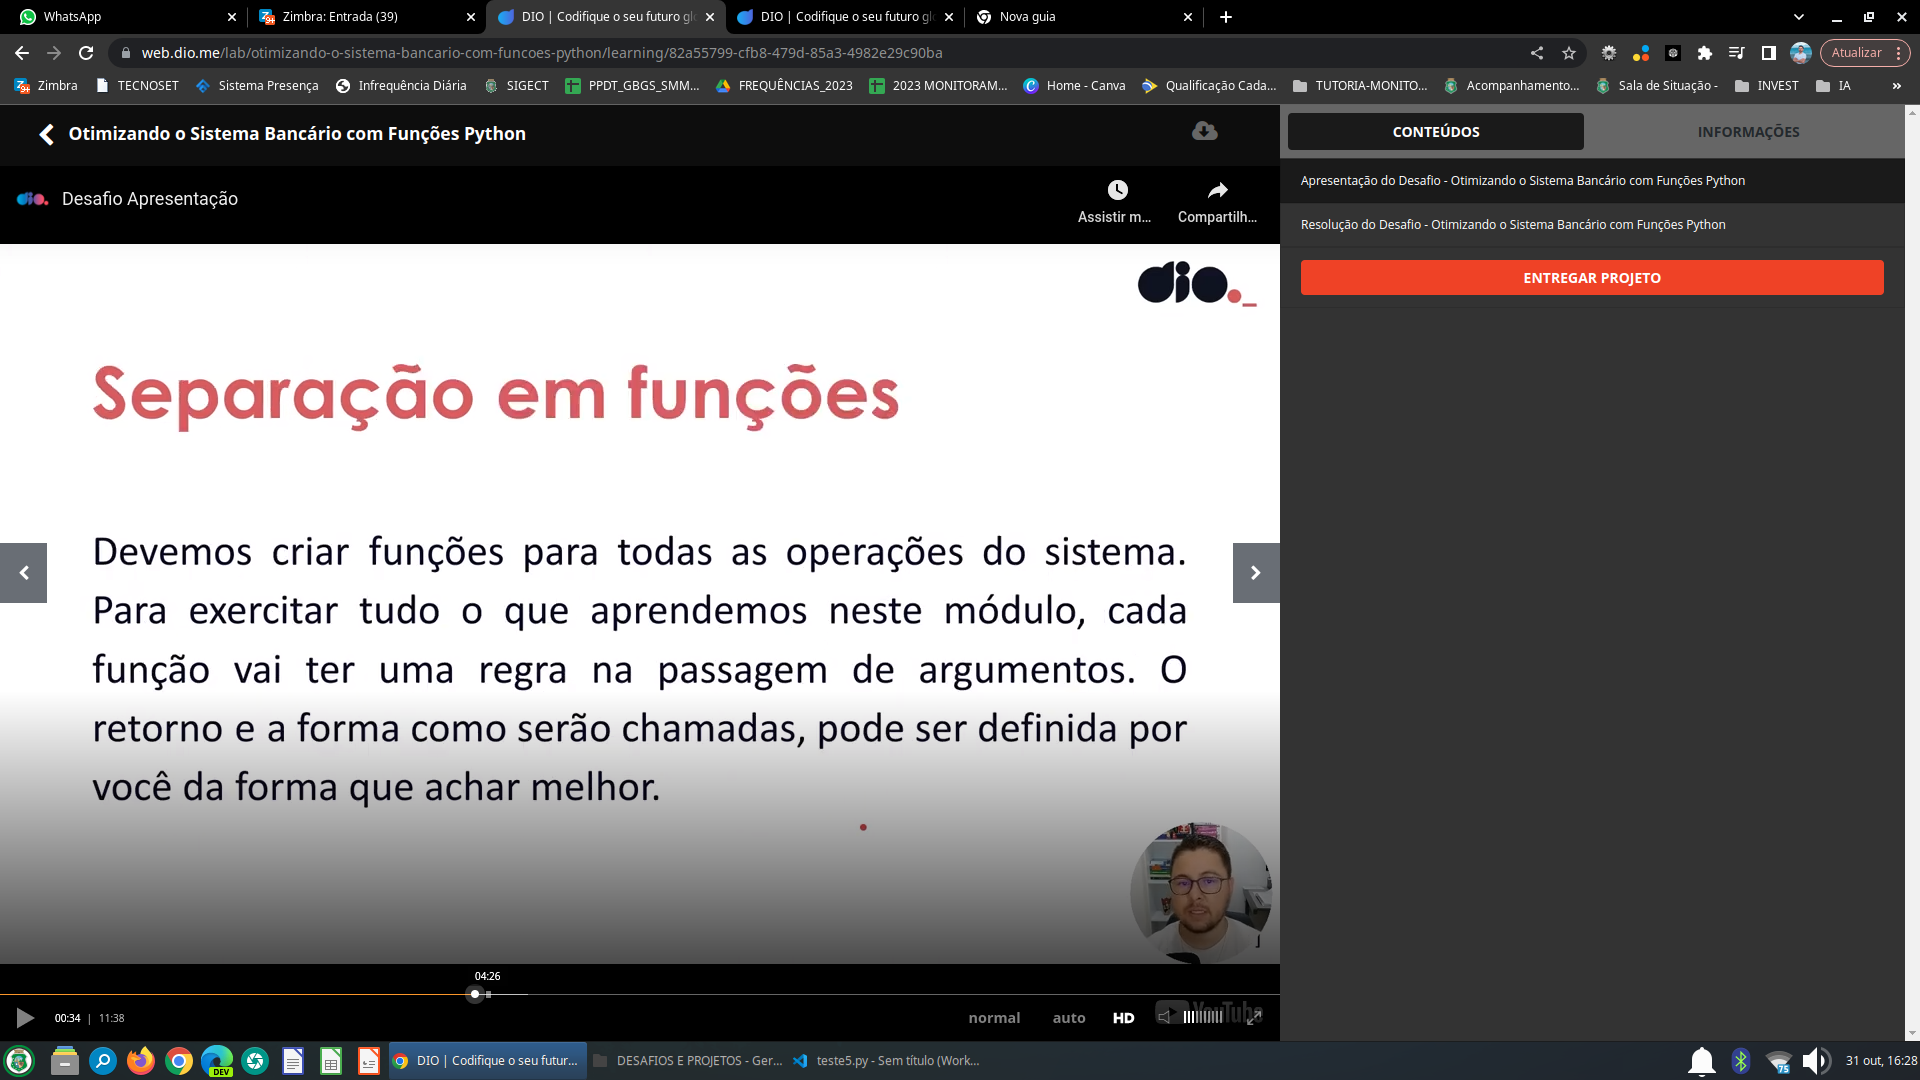 WhatsApp
Zimbra: Entrada (39)
DIO | Codifique o seu futuro glo
DIO | Codifique o seu futuro glo
Nova guia
web.dio.me/lab/otimizando-o-sistema-bancario-com-funcoes-python/learning/82a55799-cfb8-479d-85a3-4982e29c90ba
Atualizar
Zimbra
TECNOSET
Sistema Presença
Infrequência Diária
SIGECT
PPDT_GBGS_SMM...
FREQUÊNCIAS_2023
2023 MONITORAM...
Home - Canva
Qualificação Cada...
TUTORIA-MONITO...
Acompanhamento...
Sala de Situação -
INVEST
IA
»
Otimizando o Sistema Bancário com Funções Python
CONTEÚDOS
INFORMAÇÕES
dio.
Desafio Apresentação
Assistir m...
Compartilh...
Apresentação do Desafio - Otimizando o Sistema Bancário com Funções Python
Resolução do Desafio - Otimizando o Sistema Bancário com Funções Python
ENTREGAR PROJETO
dio._
Separação em funções
Devemos criar funções para todas as operações do sistema.
Para exercitar tudo o que aprendemos neste módulo, cada
função vai ter uma regra na passagem de argumentos. O
retorno e a forma como serão chamadas, pode ser definida por
você da forma que achar melhor.
04:26
00:34 | 11:38
normal
auto
HD
YouTube
DEV
DIO | Codifique o seu futur...
DESAFIOS E PROJETOS - Ger...
teste5.py - Sem título (Work...
75
31 out, 16:28